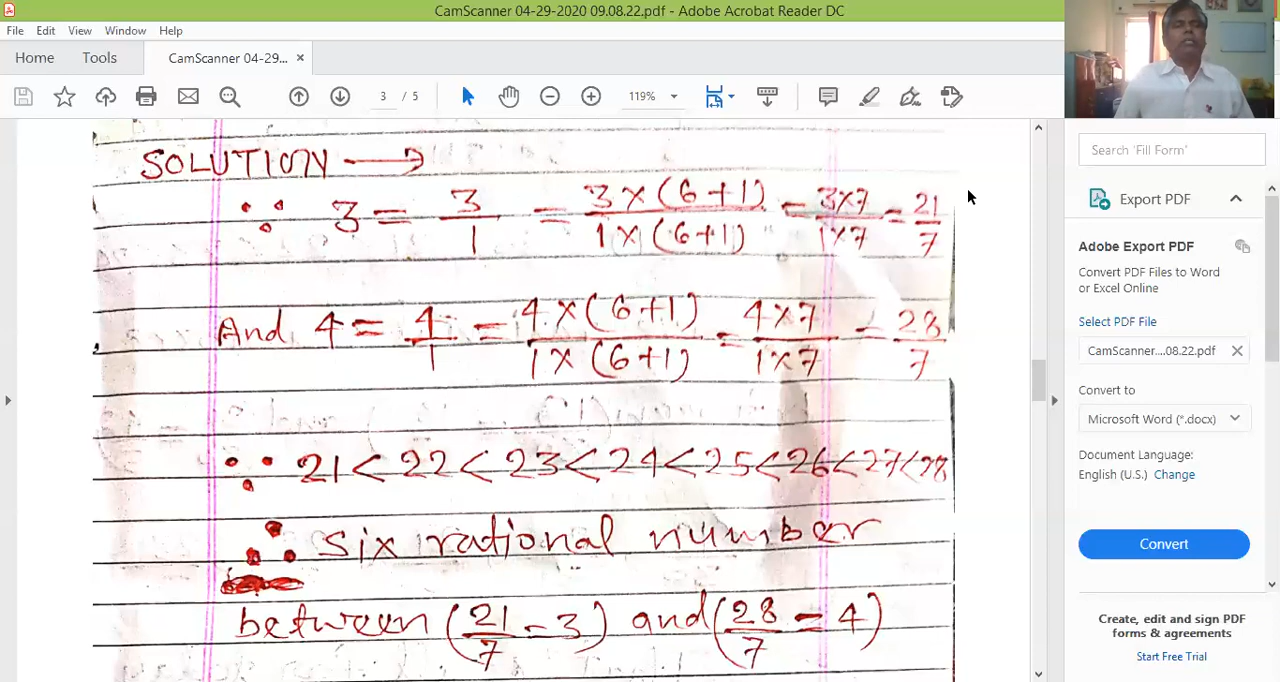 CamScanner 04-29-2020 09.08.22.pdf - Adobe Acrobat Reader DC
File Edit View Window Help
Home Tools CamScanner 04-29... ×
3 / 5 119%
SOLUTION →
∵ 3 = 3/1 = 3×(6+1)/1×(6+1) = 3×7/1×7 = 21/7
And 4 = 4/1 = 4×(6+1)/1×(6+1) = 4×7/1×7 = 28/7
∵ 21<22<23<24<25<26<27<28
∴ six rational number
between (21/7 = 3) and (28/7 = 4)
Search 'Fill Form'
Export PDF
Adobe Export PDF
Convert PDF Files to Word
or Excel Online
Select PDF File
CamScanner....08.22.pdf ×
Convert to
Microsoft Word (*.docx)
Document Language:
English (U.S.) Change
Convert
Create, edit and sign PDF
forms & agreements
Start Free Trial